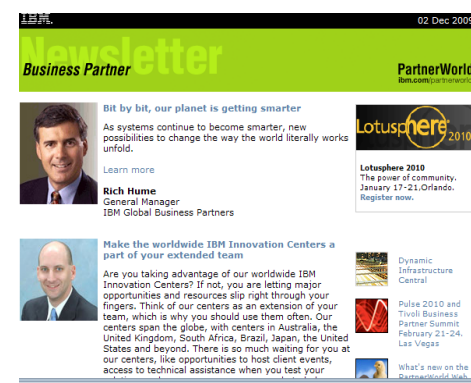 IBM.
02 Dec 2009
Newsletter
Business Partner
PartnerWorld
ibm.com/partnerworld
Bit by bit, our planet is getting smarter
As systems continue to become smarter, new
possibilities to change the way the world literally works
unfold.
Learn more
Rich Hume
General Manager
IBM Global Business Partners
Lotusphere 2010
Lotusphere 2010
The power of community.
January 17-21,Orlando.
Register now.
Make the worldwide IBM Innovation Centers a
part of your extended team
Are you taking advantage of our worldwide IBM
Innovation Centers? If not, you are letting major
opportunities and resources slip right through your
fingers. Think of our centers as an extension of your
team, which is why you should use them often. Our
centers span the globe, with centers in Australia, the
United Kingdom, South Africa, Brazil, Japan, the United
States and beyond. There is so much waiting for you at
our centers, like opportunities to host client events,
access to technical assistance when you test your
Dynamic
Infrastructure
Central
Pulse 2010 and
Tivoli Business
Partner Summit
February 21-24.
Las Vegas
What's new on the
PartnerWorld Web